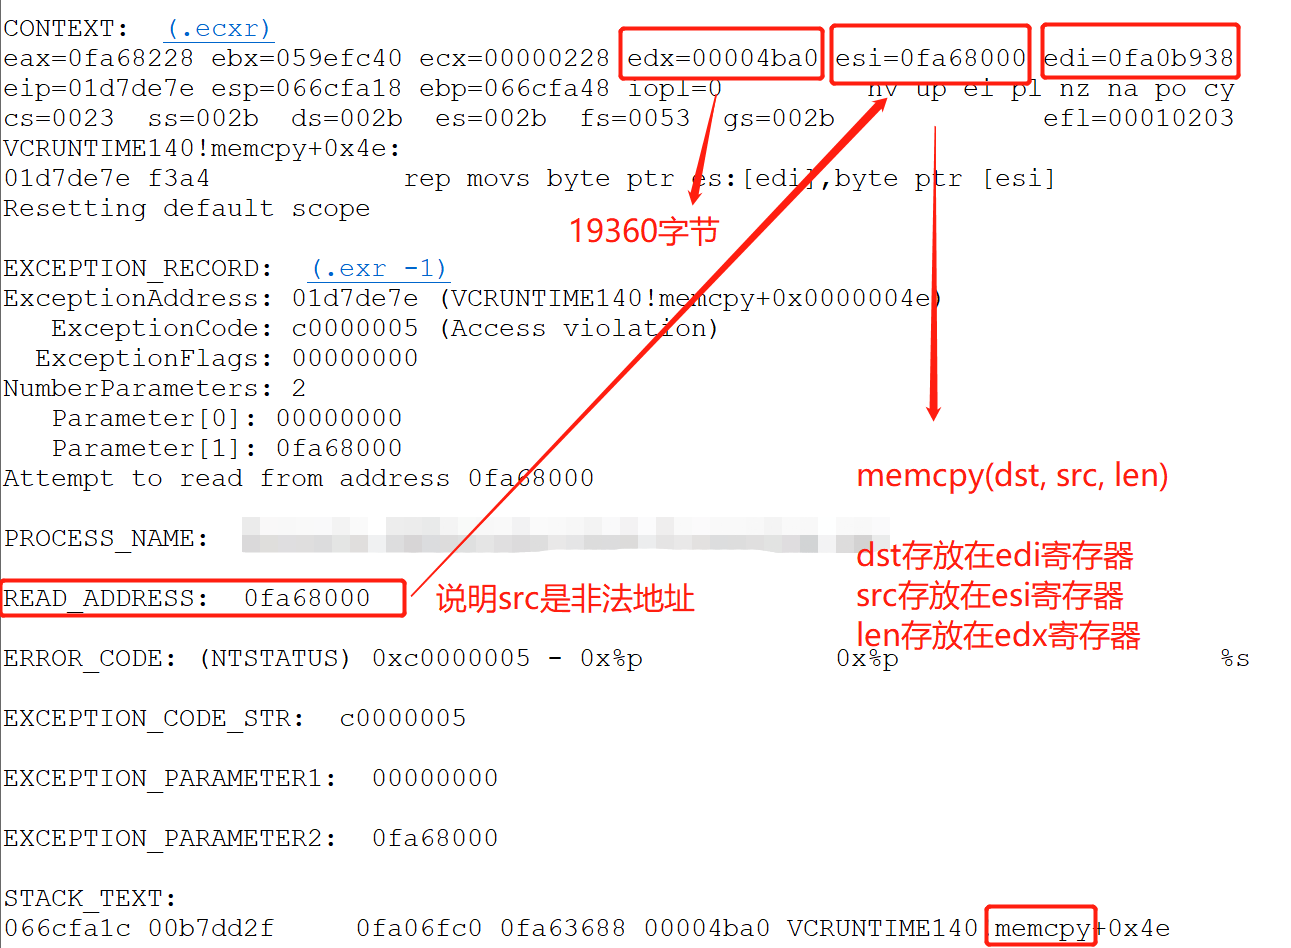 CONTEXT:  (.ecxr)
eax=0fa68228 ebx=059efc40 ecx=00000228 edx=00004ba0 esi=0fa68000 edi=0fa0b938
eip=01d7de7e esp=066cfa18 ebp=066cfa48 iopl=0         nv up ei pl nz na po cy
cs=0023  ss=002b  ds=002b  es=002b  fs=0053  gs=002b             efl=00010203
VCRUNTIME140!memcpy+0x4e:
01d7de7e f3a4            rep movs byte ptr es:[edi],byte ptr [esi]
Resetting default scope
19360字节
EXCEPTION_RECORD:  (.exr -1)
ExceptionAddress: 01d7de7e (VCRUNTIME140!memcpy+0x0000004e)
   ExceptionCode: c0000005 (Access violation)
  ExceptionFlags: 00000000
NumberParameters: 2
   Parameter[0]: 00000000
   Parameter[1]: 0fa68000
Attempt to read from address 0fa68000
memcpy(dst, src, len)
PROCESS_NAME:
dst存放在edi寄存器
src存放在esi寄存器
len存放在edx寄存器
READ_ADDRESS:  0fa68000
说明src是非法地址
ERROR_CODE: (NTSTATUS) 0xc0000005 - 0x%p            0x%p                    %s
EXCEPTION_CODE_STR:  c0000005
EXCEPTION_PARAMETER1:  00000000
EXCEPTION_PARAMETER2:  0fa68000
STACK_TEXT:
066cfa1c 00b7dd2f     0fa06fc0 0fa63688 00004ba0 VCRUNTIME140!memcpy+0x4e